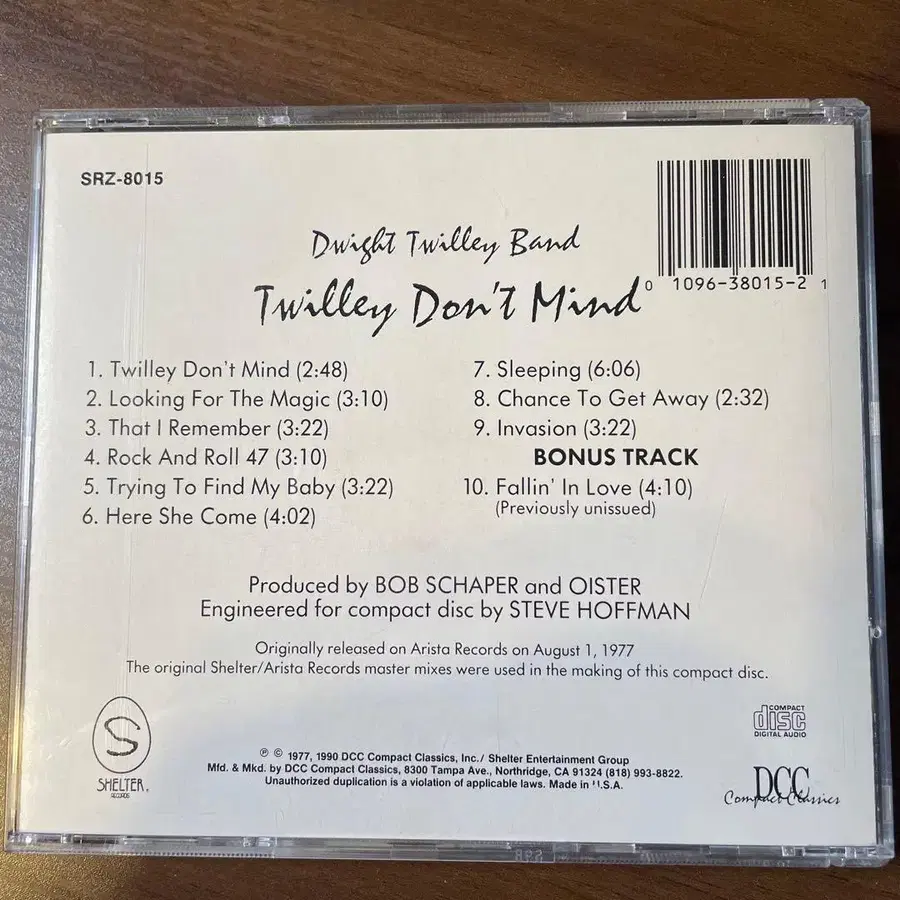 SRZ-8015
0 1096-38015-2 1
Dwight Twilley Band
Twilley Don't Mind
1. Twilley Don't Mind (2:48)
2. Looking For The Magic (3:10)
3. That I Remember (3:22)
4. Rock And Roll 47 (3:10)
5. Trying To Find My Baby (3:22)
6. Here She Come (4:02)
7. Sleeping (6:06)
8. Chance To Get Away (2:32)
9. Invasion (3:22)
BONUS TRACK
10. Fallin' In Love (4:10)
(Previously unissued)
Produced by BOB SCHAPER and OISTER
Engineered for compact disc by STEVE HOFFMAN
Originally released on Arista Records on August 1, 1977
The original Shelter/Arista Records master mixes were used in the making of this compact disc.
S
SHELTER
RECORDS
COMPACT
disc
DIGITAL AUDIO
℗ © 1977, 1990 DCC Compact Classics, Inc./ Shelter Entertainment Group
Mfd. & Mkd. by DCC Compact Classics, 8300 Tampa Ave., Northridge, CA 91324 (818) 993-8822.
Unauthorized duplication is a violation of applicable laws. Made in U.S.A.
DCC
Compact Classics